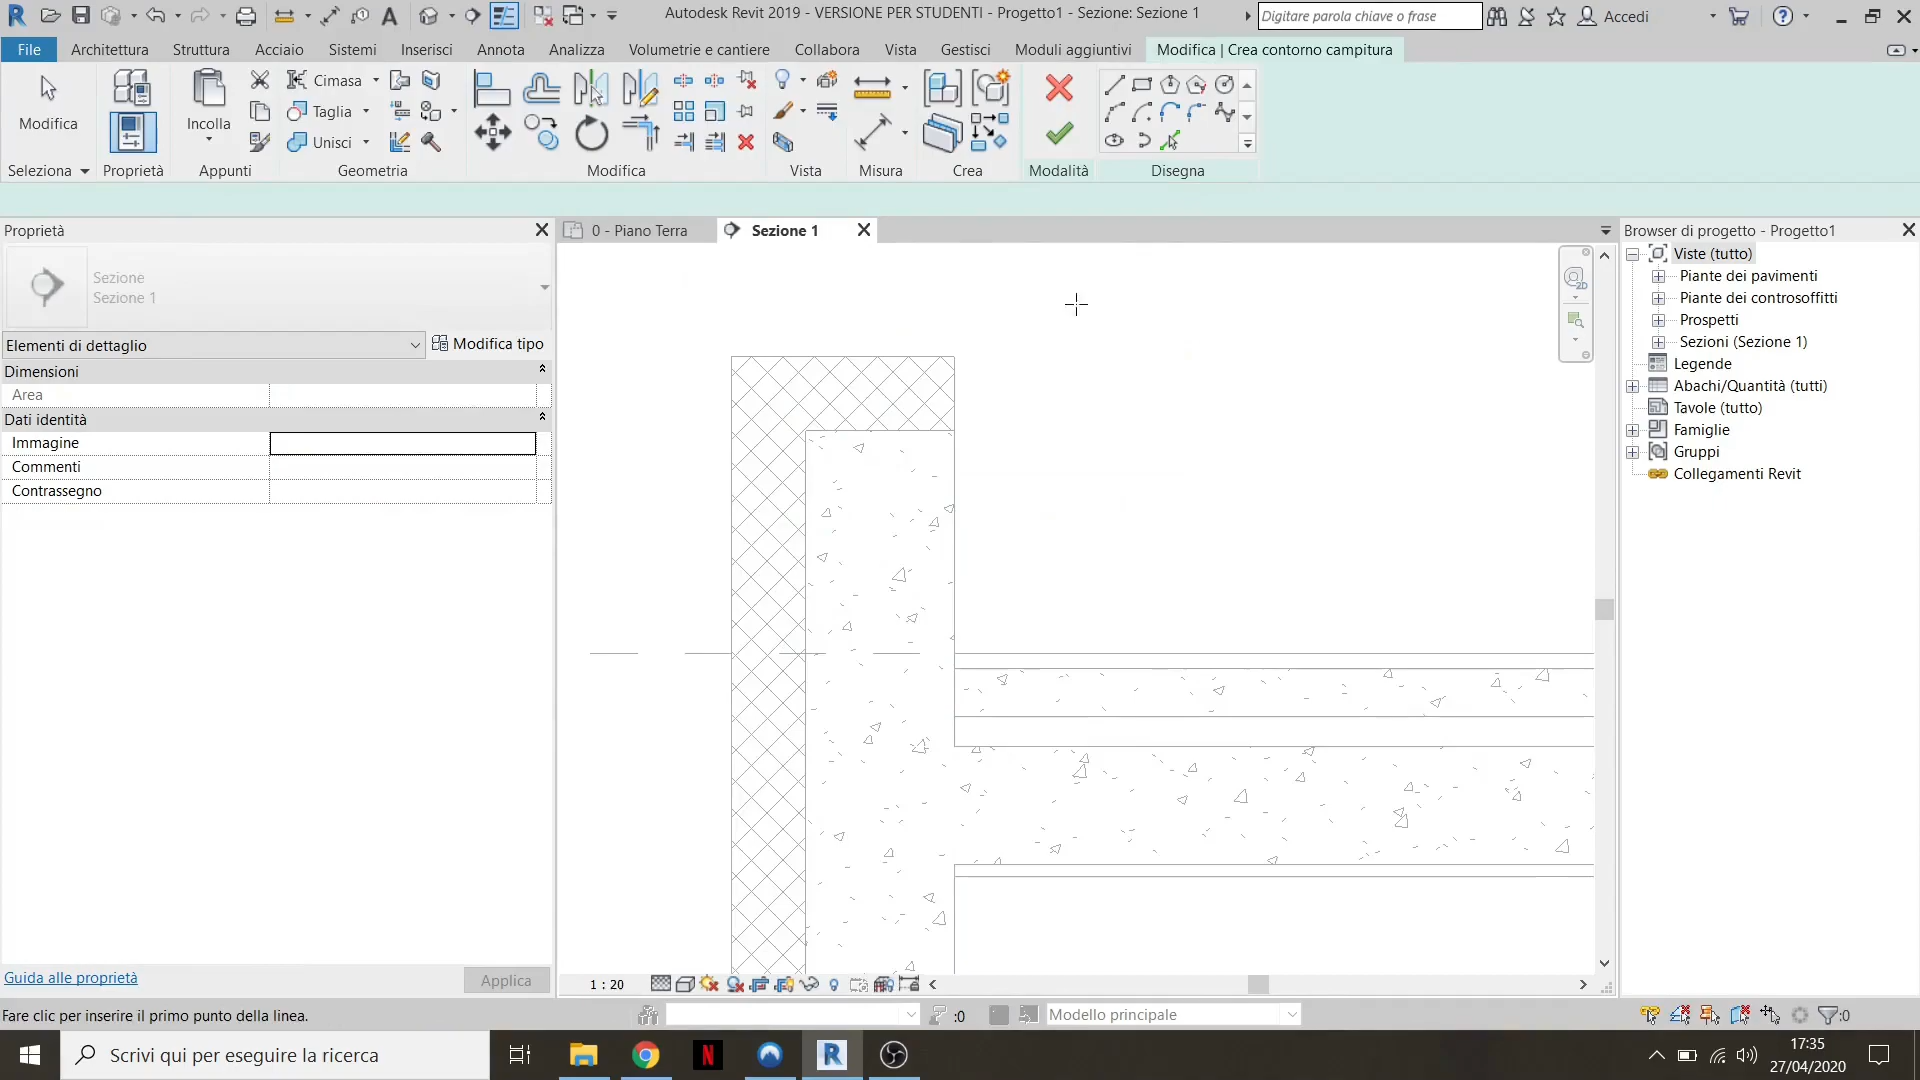 Autodesk Revit 2019 - VERSIONE PER STUDENTI - Progetto1 - Sezione: Sezione 1
Digitare parola chiave o frase
Accedi
File Architettura Struttura Acciaio Sistemi Inserisci Annota Analizza Volumetrie e cantiere Collabora Vista Gestisci Moduli aggiuntivi Modifica | Crea contorno campitura
Modifica
Incolla
Cimasa
Taglia
Unisci
Seleziona Proprietà Appunti Geometria Modifica Vista Misura Crea Modalità Disegna
Proprietà
0 - Piano Terra
Sezione 1
Browser di progetto - Progetto1
Sezione
Sezione 1
Elementi di dettaglio
Modifica tipo
Dimensioni
Area
Dati identità
Immagine
Commenti
Contrassegno
Guida alle proprietà
Applica
2D
Viste (tutto)
Piante dei pavimenti
Piante dei controsoffitti
Prospetti
Sezioni (Sezione 1)
Legende
Abachi/Quantità (tutti)
Tavole (tutto)
Famiglie
Gruppi
Collegamenti Revit
1 : 20
Fare clic per inserire il primo punto della linea.
:0
Modello principale
:0
Scrivi qui per eseguire la ricerca
17:35
27/04/2020